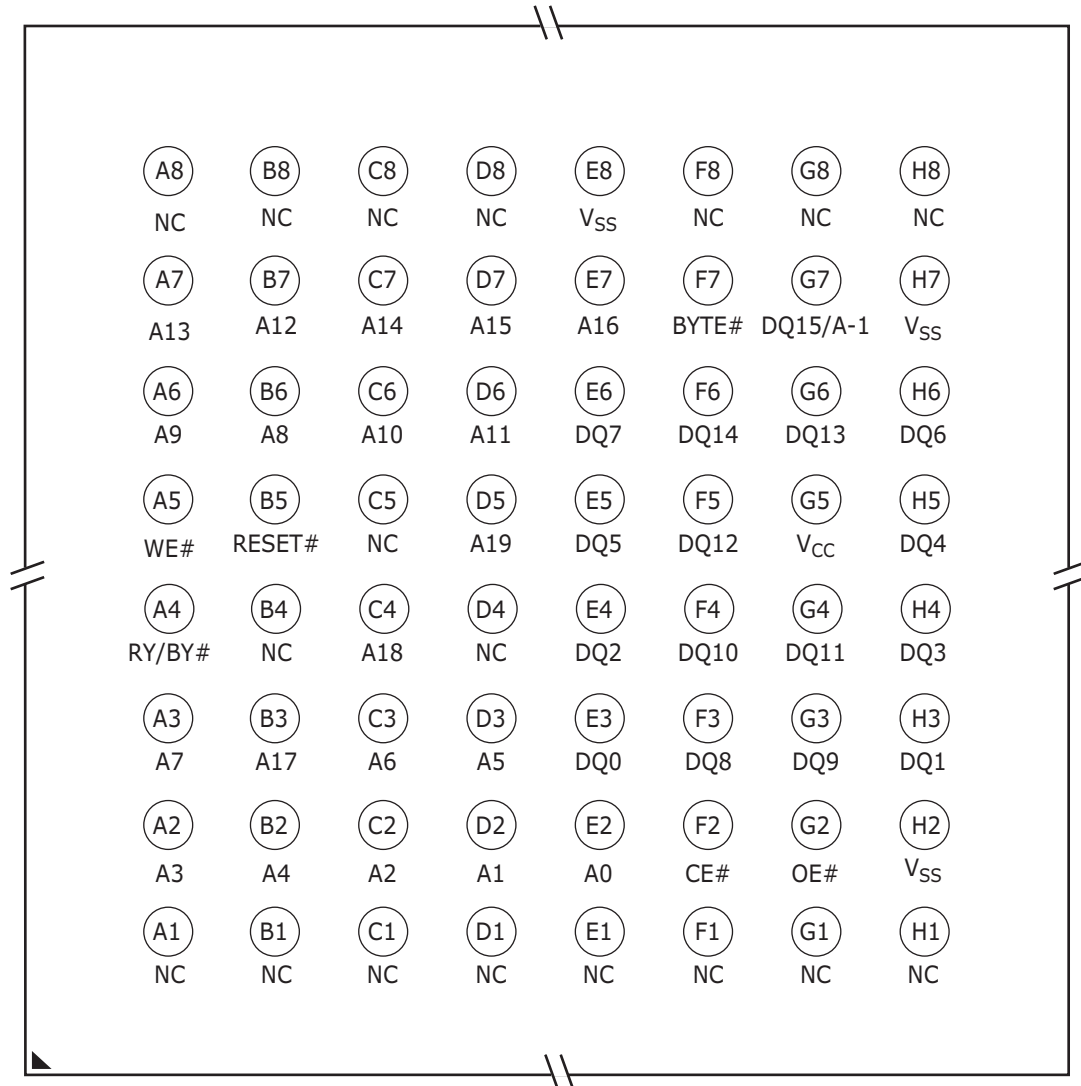 A8 B8 C8 D8 E8 F8 G8 H8
NC NC NC NC VSS NC NC NC
A7 B7 C7 D7 E7 F7 G7 H7
A13 A12 A14 A15 A16 BYTE# DQ15/A-1 VSS
A6 B6 C6 D6 E6 F6 G6 H6
A9 A8 A10 A11 DQ7 DQ14 DQ13 DQ6
A5 B5 C5 D5 E5 F5 G5 H5
WE# RESET# NC A19 DQ5 DQ12 VCC DQ4
A4 B4 C4 D4 E4 F4 G4 H4
RY/BY# NC A18 NC DQ2 DQ10 DQ11 DQ3
A3 B3 C3 D3 E3 F3 G3 H3
A7 A17 A6 A5 DQ0 DQ8 DQ9 DQ1
A2 B2 C2 D2 E2 F2 G2 H2
A3 A4 A2 A1 A0 CE# OE# VSS
A1 B1 C1 D1 E1 F1 G1 H1
NC NC NC NC NC NC NC NC